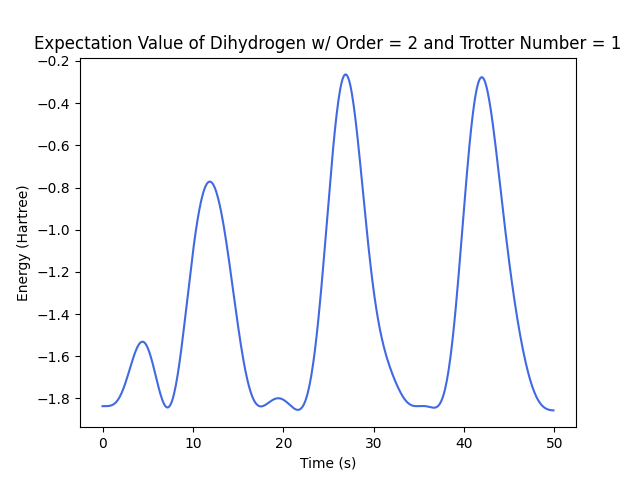 Expectation Value of Dihydrogen w/ Order = 2 and Trotter Number = 1
−0.2
−0.4
−0.6
−0.8
−1.0
−1.2
−1.4
−1.6
−1.8
Energy (Hartree)
0 10 20 30 40 50
Time (s)